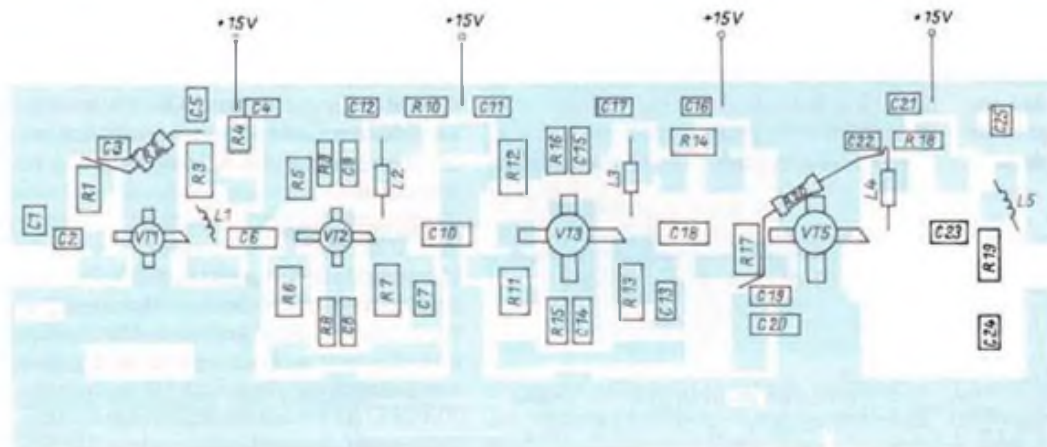 +15V +15V +15V +15V
C5 C4 C12 R10 C11 C17 C16 C21 C25
R4 C3 R14 C22 R18
R1 R3 R5 C9 L2 R12 R16 C15 L3 L4
C1 L1 L5
C2 VT1 C6 VT2 C10 VT3 C18 R17 VT5 C23 R19
R6 R7 C7 R11 R13 C13 C19
R8 C8 R15 C14 C20 C24